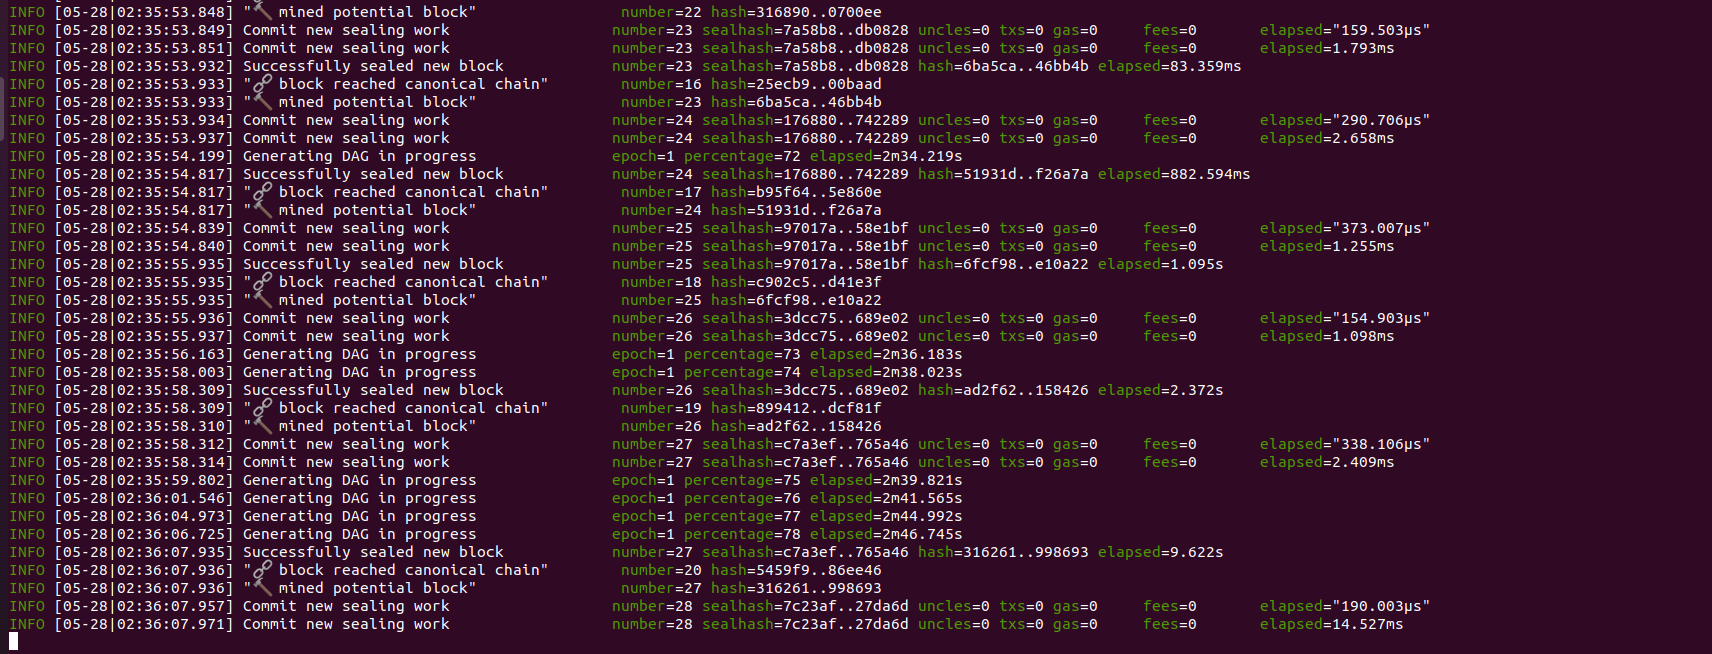 INFO [05-28|02:35:53.848] "🔨 mined potential block" number=22 hash=316890..0700ee
INFO [05-28|02:35:53.849] Commit new sealing work number=23 sealhash=7a58b8..db0828 uncles=0 txs=0 gas=0 fees=0 elapsed="159.503µs"
INFO [05-28|02:35:53.851] Commit new sealing work number=23 sealhash=7a58b8..db0828 uncles=0 txs=0 gas=0 fees=0 elapsed=1.793ms
INFO [05-28|02:35:53.932] Successfully sealed new block number=23 sealhash=7a58b8..db0828 hash=6ba5ca..46bb4b elapsed=83.359ms
INFO [05-28|02:35:53.933] "🔗 block reached canonical chain" number=16 hash=25ecb9..00baad
INFO [05-28|02:35:53.933] "🔨 mined potential block" number=23 hash=6ba5ca..46bb4b
INFO [05-28|02:35:53.934] Commit new sealing work number=24 sealhash=176880..742289 uncles=0 txs=0 gas=0 fees=0 elapsed="290.706µs"
INFO [05-28|02:35:53.937] Commit new sealing work number=24 sealhash=176880..742289 uncles=0 txs=0 gas=0 fees=0 elapsed=2.658ms
INFO [05-28|02:35:54.199] Generating DAG in progress epoch=1 percentage=72 elapsed=2m34.219s
INFO [05-28|02:35:54.817] Successfully sealed new block number=24 sealhash=176880..742289 hash=51931d..f26a7a elapsed=882.594ms
INFO [05-28|02:35:54.817] "🔗 block reached canonical chain" number=17 hash=b95f64..5e860e
INFO [05-28|02:35:54.817] "🔨 mined potential block" number=24 hash=51931d..f26a7a
INFO [05-28|02:35:54.839] Commit new sealing work number=25 sealhash=97017a..58e1bf uncles=0 txs=0 gas=0 fees=0 elapsed="373.007µs"
INFO [05-28|02:35:54.840] Commit new sealing work number=25 sealhash=97017a..58e1bf uncles=0 txs=0 gas=0 fees=0 elapsed=1.255ms
INFO [05-28|02:35:55.935] Successfully sealed new block number=25 sealhash=97017a..58e1bf hash=6fcf98..e10a22 elapsed=1.095s
INFO [05-28|02:35:55.935] "🔗 block reached canonical chain" number=18 hash=c902c5..d41e3f
INFO [05-28|02:35:55.935] "🔨 mined potential block" number=25 hash=6fcf98..e10a22
INFO [05-28|02:35:55.936] Commit new sealing work number=26 sealhash=3dcc75..689e02 uncles=0 txs=0 gas=0 fees=0 elapsed="154.903µs"
INFO [05-28|02:35:55.937] Commit new sealing work number=26 sealhash=3dcc75..689e02 uncles=0 txs=0 gas=0 fees=0 elapsed=1.098ms
INFO [05-28|02:35:56.163] Generating DAG in progress epoch=1 percentage=73 elapsed=2m36.183s
INFO [05-28|02:35:58.003] Generating DAG in progress epoch=1 percentage=74 elapsed=2m38.023s
INFO [05-28|02:35:58.309] Successfully sealed new block number=26 sealhash=3dcc75..689e02 hash=ad2f62..158426 elapsed=2.372s
INFO [05-28|02:35:58.309] "🔗 block reached canonical chain" number=19 hash=899412..dcf81f
INFO [05-28|02:35:58.310] "🔨 mined potential block" number=26 hash=ad2f62..158426
INFO [05-28|02:35:58.312] Commit new sealing work number=27 sealhash=c7a3ef..765a46 uncles=0 txs=0 gas=0 fees=0 elapsed="338.106µs"
INFO [05-28|02:35:58.314] Commit new sealing work number=27 sealhash=c7a3ef..765a46 uncles=0 txs=0 gas=0 fees=0 elapsed=2.409ms
INFO [05-28|02:35:59.802] Generating DAG in progress epoch=1 percentage=75 elapsed=2m39.821s
INFO [05-28|02:36:01.546] Generating DAG in progress epoch=1 percentage=76 elapsed=2m41.565s
INFO [05-28|02:36:04.973] Generating DAG in progress epoch=1 percentage=77 elapsed=2m44.992s
INFO [05-28|02:36:06.725] Generating DAG in progress epoch=1 percentage=78 elapsed=2m46.745s
INFO [05-28|02:36:07.935] Successfully sealed new block number=27 sealhash=c7a3ef..765a46 hash=316261..998693 elapsed=9.622s
INFO [05-28|02:36:07.936] "🔗 block reached canonical chain" number=20 hash=5459f9..86ee46
INFO [05-28|02:36:07.936] "🔨 mined potential block" number=27 hash=316261..998693
INFO [05-28|02:36:07.957] Commit new sealing work number=28 sealhash=7c23af..27da6d uncles=0 txs=0 gas=0 fees=0 elapsed="190.003µs"
INFO [05-28|02:36:07.971] Commit new sealing work number=28 sealhash=7c23af..27da6d uncles=0 txs=0 gas=0 fees=0 elapsed=14.527ms